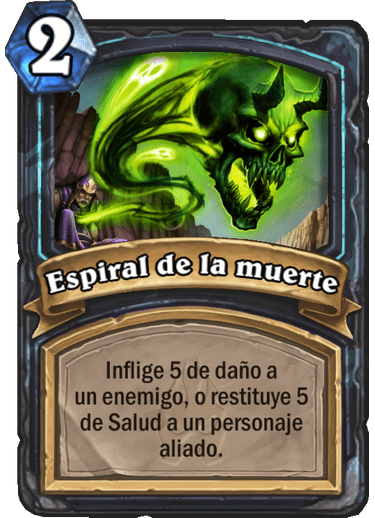 2
Espiral de la muerte
Inflige 5 de daño a
un enemigo, o restituye 5
de Salud a un personaje
aliado.